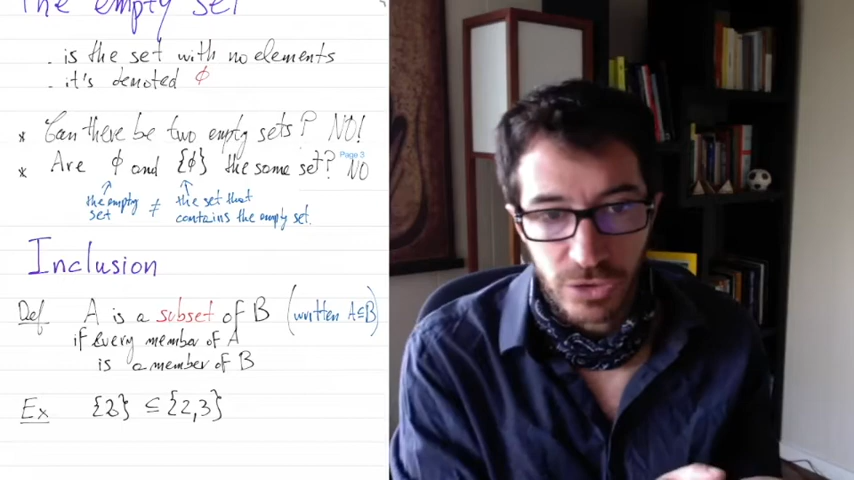 The empty set
. is the set with no elements
- it's denoted ∅
* Can there be two empty sets? NO!
Page 3
* Are ∅ and {∅} the same set? NO
the empty set ≠ the set that contains the empty set.
Inclusion
Def A is a subset of B (written A⊆B)
if every member of A
is a member of B
Ex {2} ⊆ {2,3}